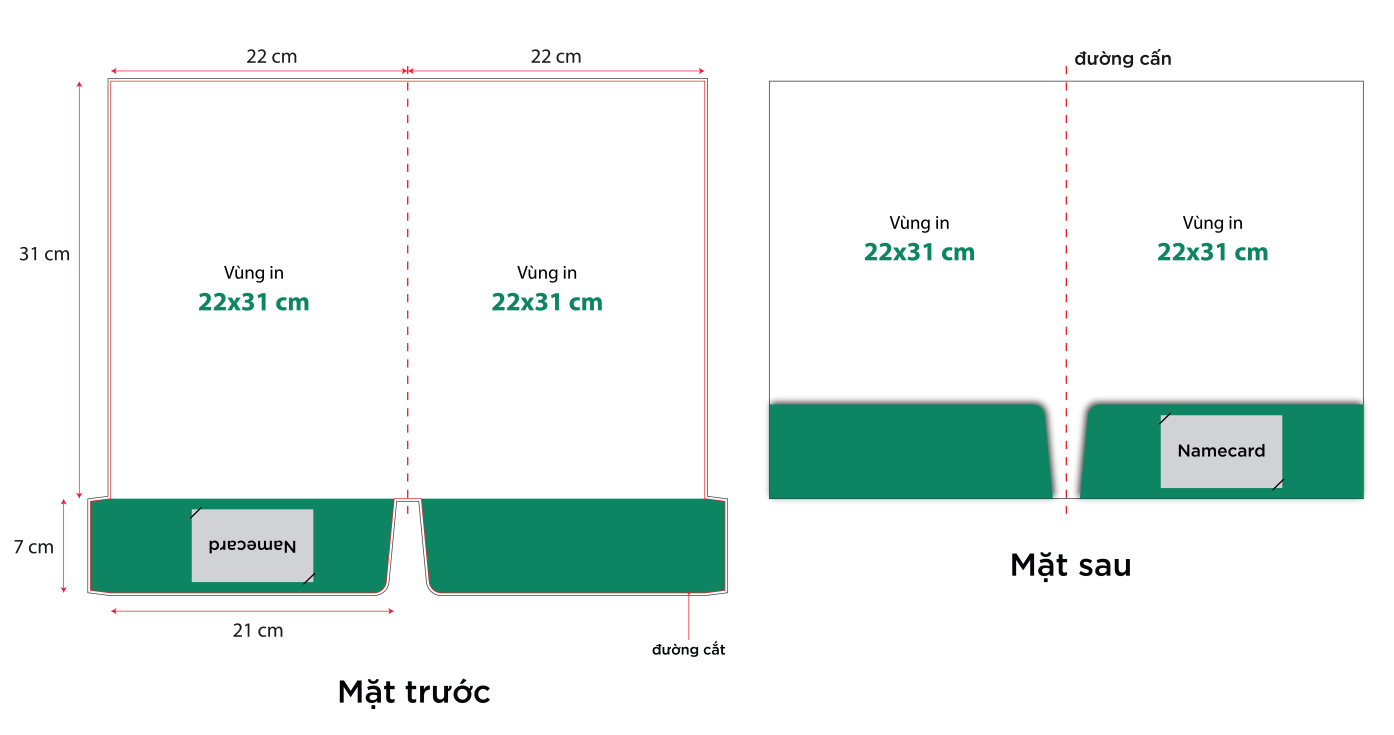 22 cm
22 cm
đường cấn
31 cm
Vùng in
22x31 cm
Vùng in
22x31 cm
Vùng in
22x31 cm
Vùng in
22x31 cm
7 cm
Namecard
Namecard
21 cm
đường cắt
Mặt trước
Mặt sau